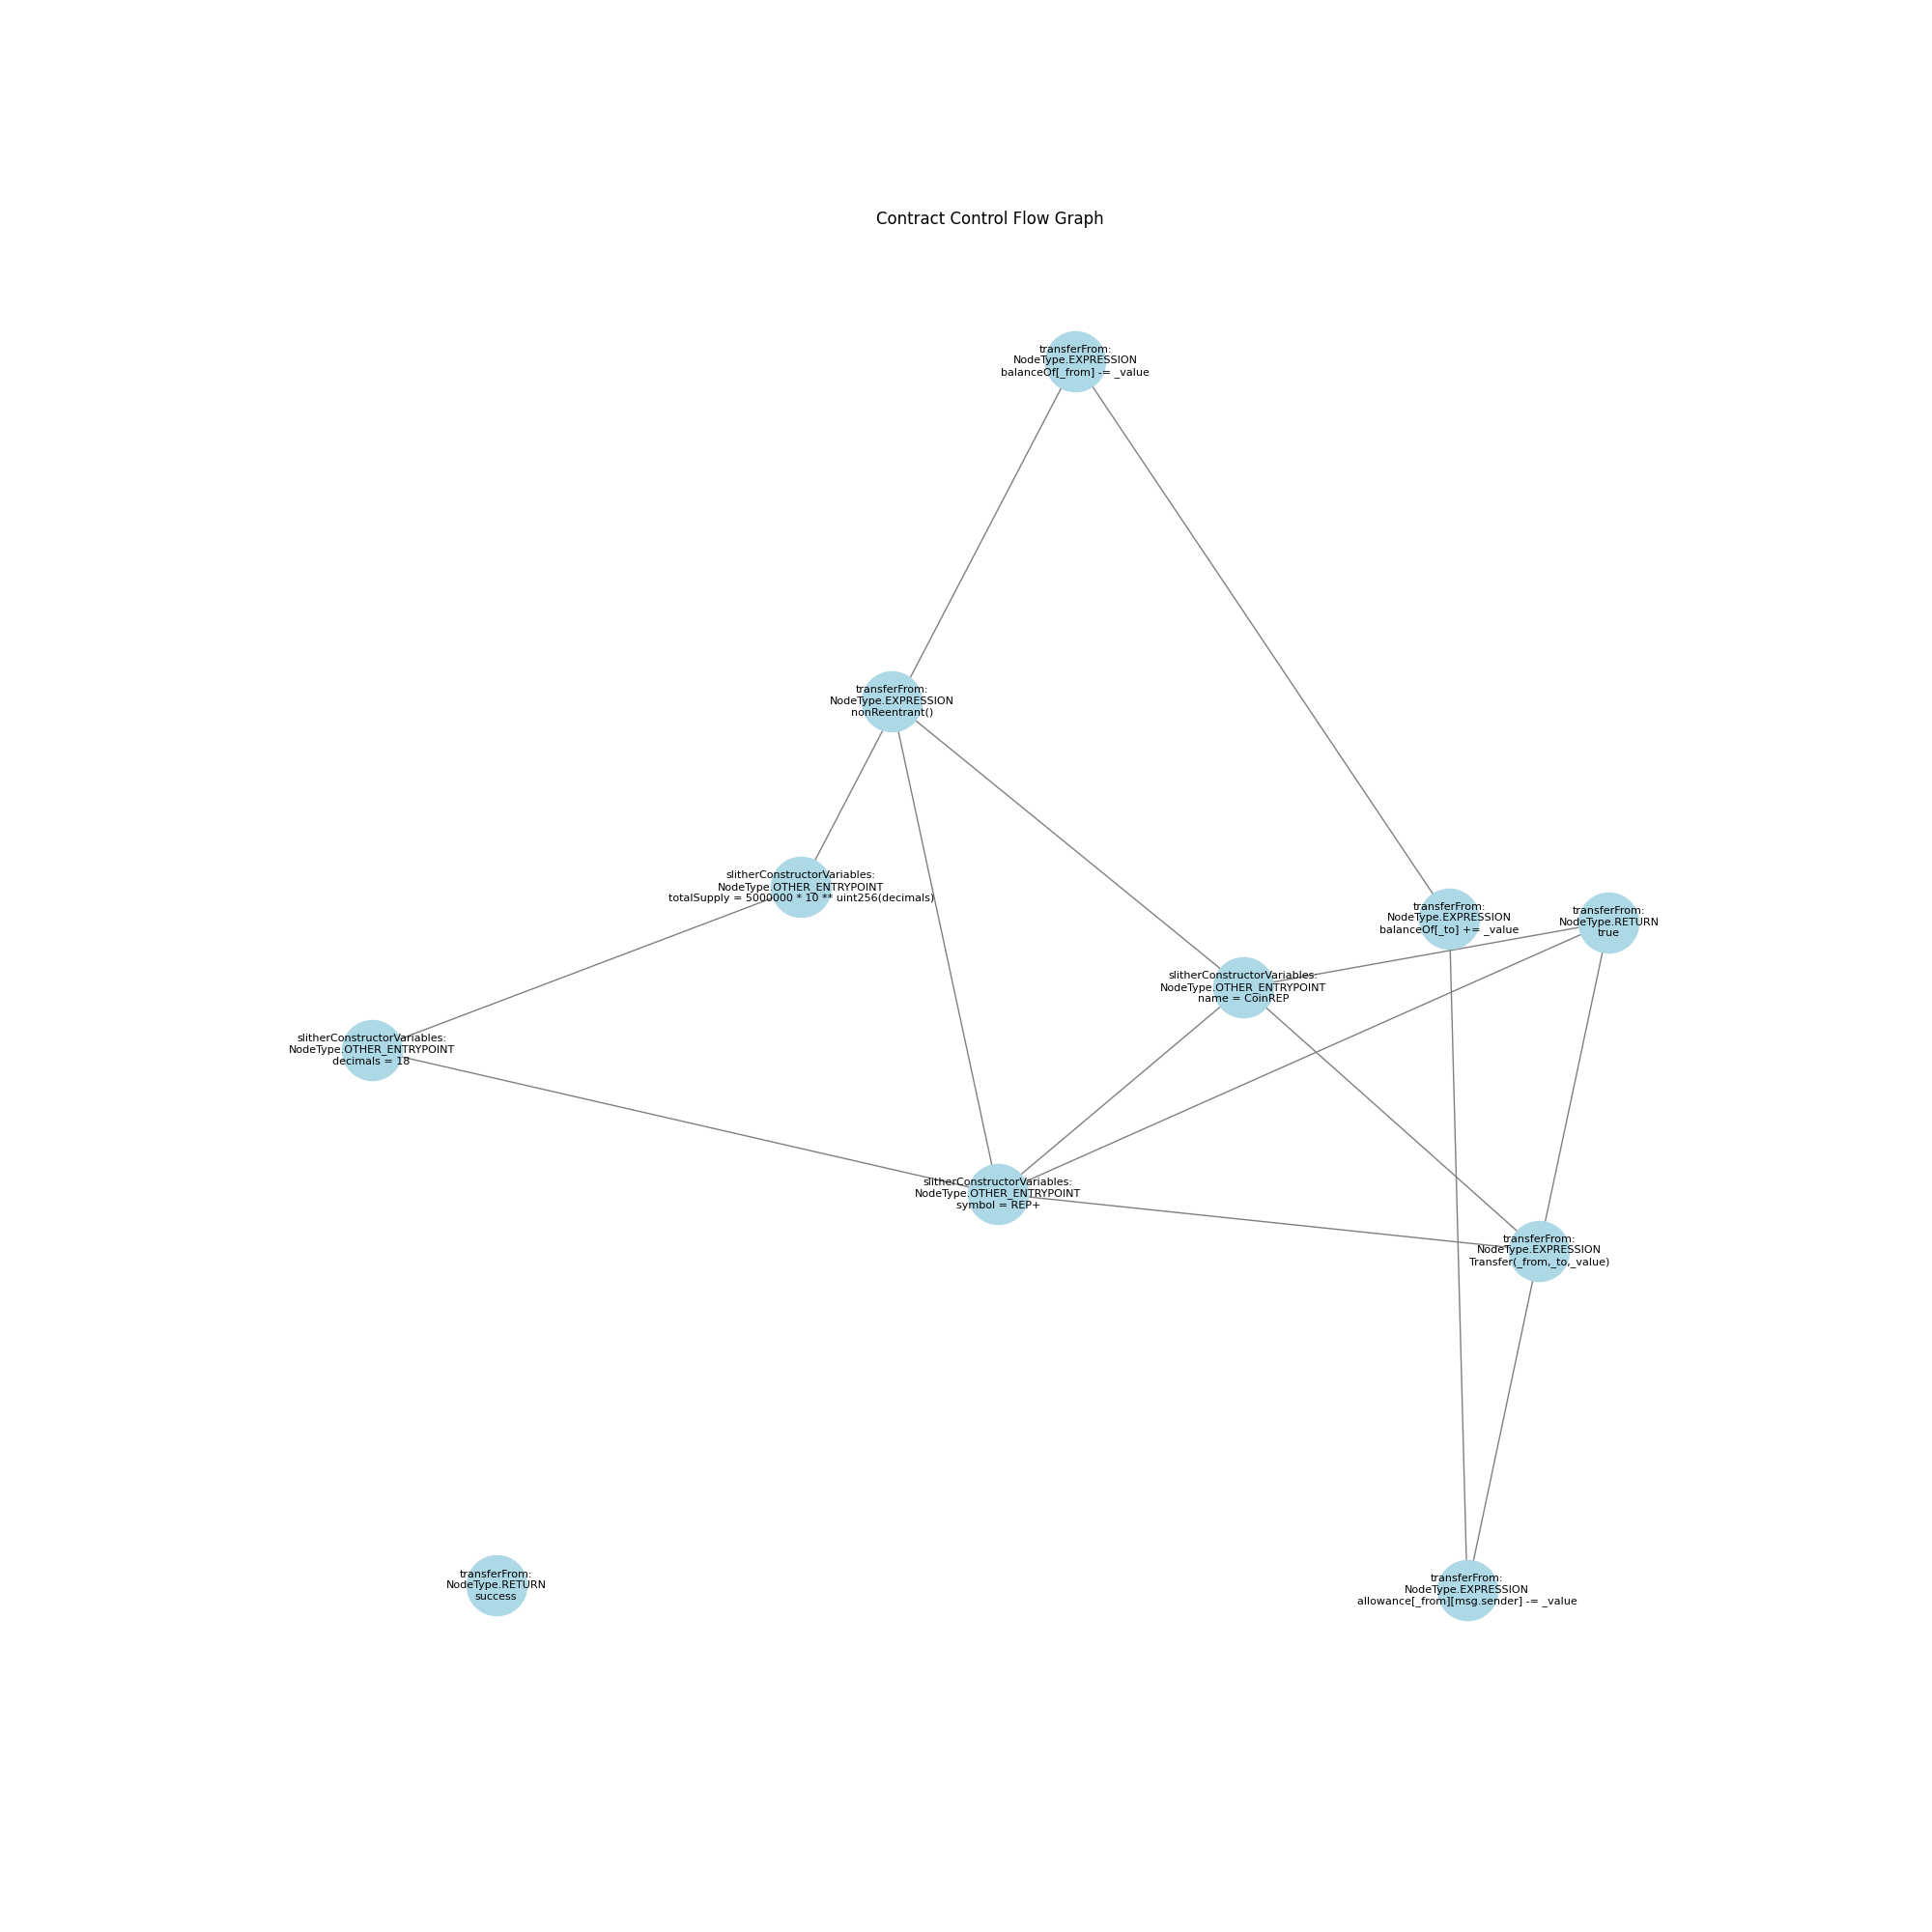 Contract Control Flow Graph
transferFrom:
NodeType.EXPRESSION
balanceOf[_from] -= _value
transferFrom:
NodeType.EXPRESSION
nonReentrant()
slitherConstructorVariables:
NodeType.OTHER_ENTRYPOINT
totalSupply = 5000000 * 10 ** uint256(decimals)
transferFrom:
NodeType.EXPRESSION
balanceOf[_to] += _value
transferFrom:
NodeType.RETURN
true
slitherConstructorVariables:
NodeType.OTHER_ENTRYPOINT
name = CoinREP
slitherConstructorVariables:
NodeType.OTHER_ENTRYPOINT
decimals = 18
slitherConstructorVariables:
NodeType.OTHER_ENTRYPOINT
symbol = REP+
transferFrom:
NodeType.EXPRESSION
Transfer(_from,_to,_value)
transferFrom:
NodeType.RETURN
success
transferFrom:
NodeType.EXPRESSION
allowance[_from][msg.sender] -= _value